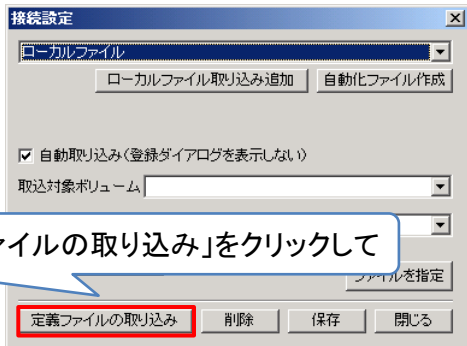 接続設定
ローカルファイル
ローカルファイル取り込み追加 自動化ファイル作成
自動取り込み(登録ダイアログを表示しない)
取込対象ボリューム
イルの取り込み」をクリックして
ファイルを指定
定義ファイルの取り込み 削除 保存 閉じる